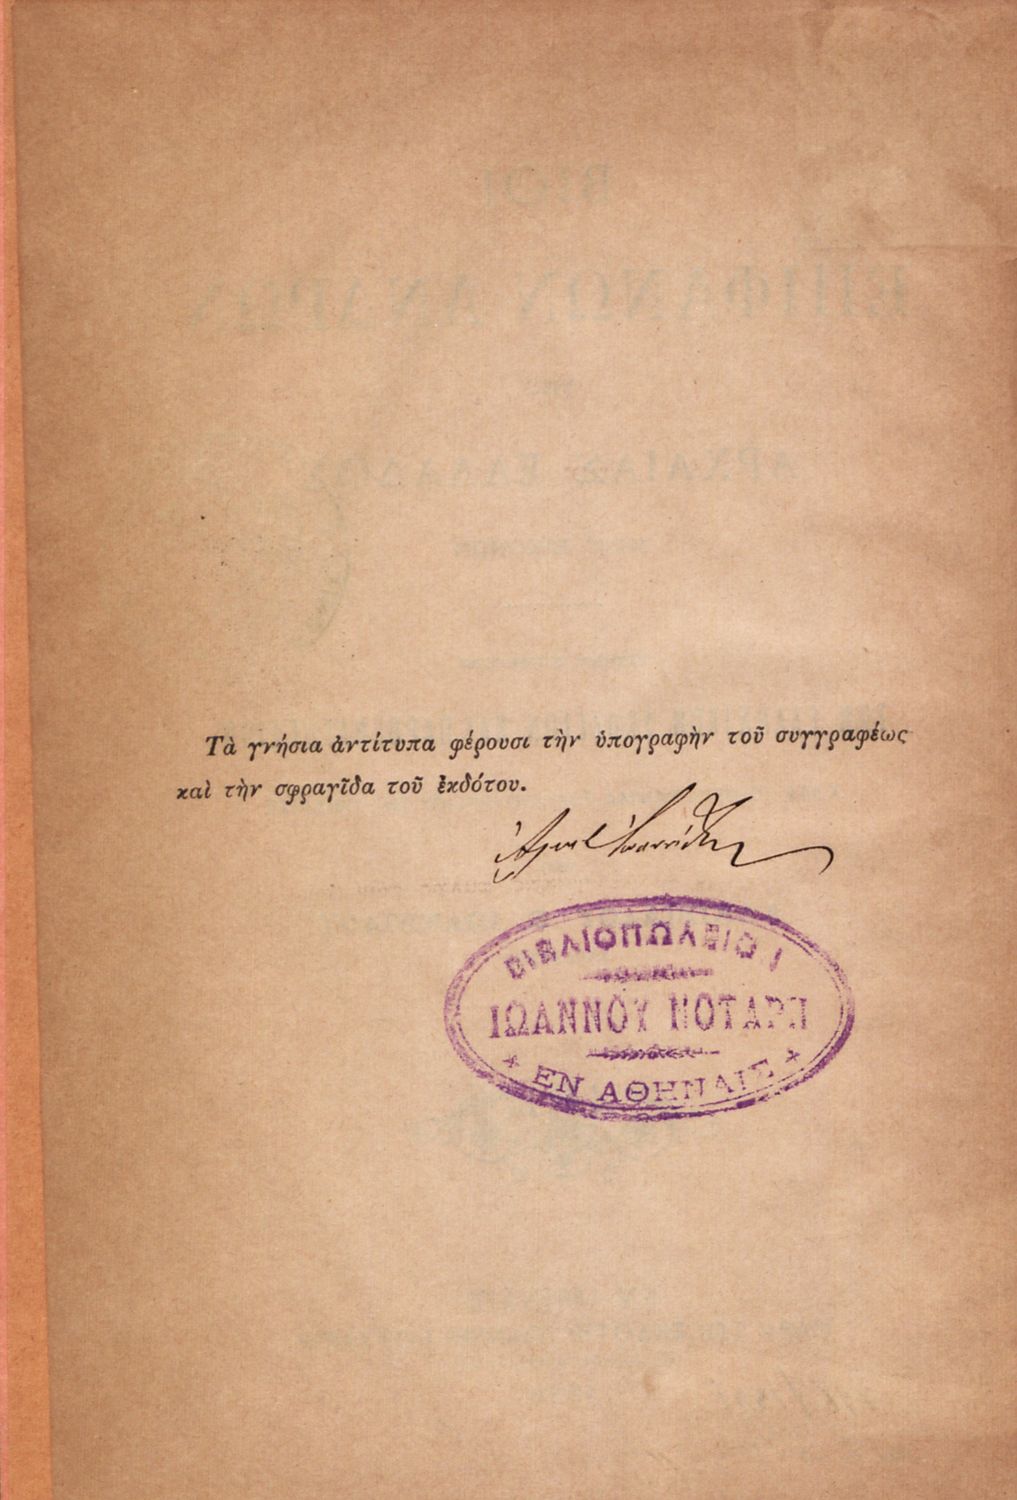 Τὰ γνήσια ἀντίτυπα φέρουσι τὴν ὑπογραφὴν τοῦ συγγραφέως
καὶ τὴν σφραγῖδα τοῦ ἐκδότου.
ΒΙΒΛΙΟΠΩΛΕΙΟΝ
ΙΩΑΝΝΟΥ ΝΟΤΑΡΗ
ΕΝ ΑΘΗΝΑΙΣ